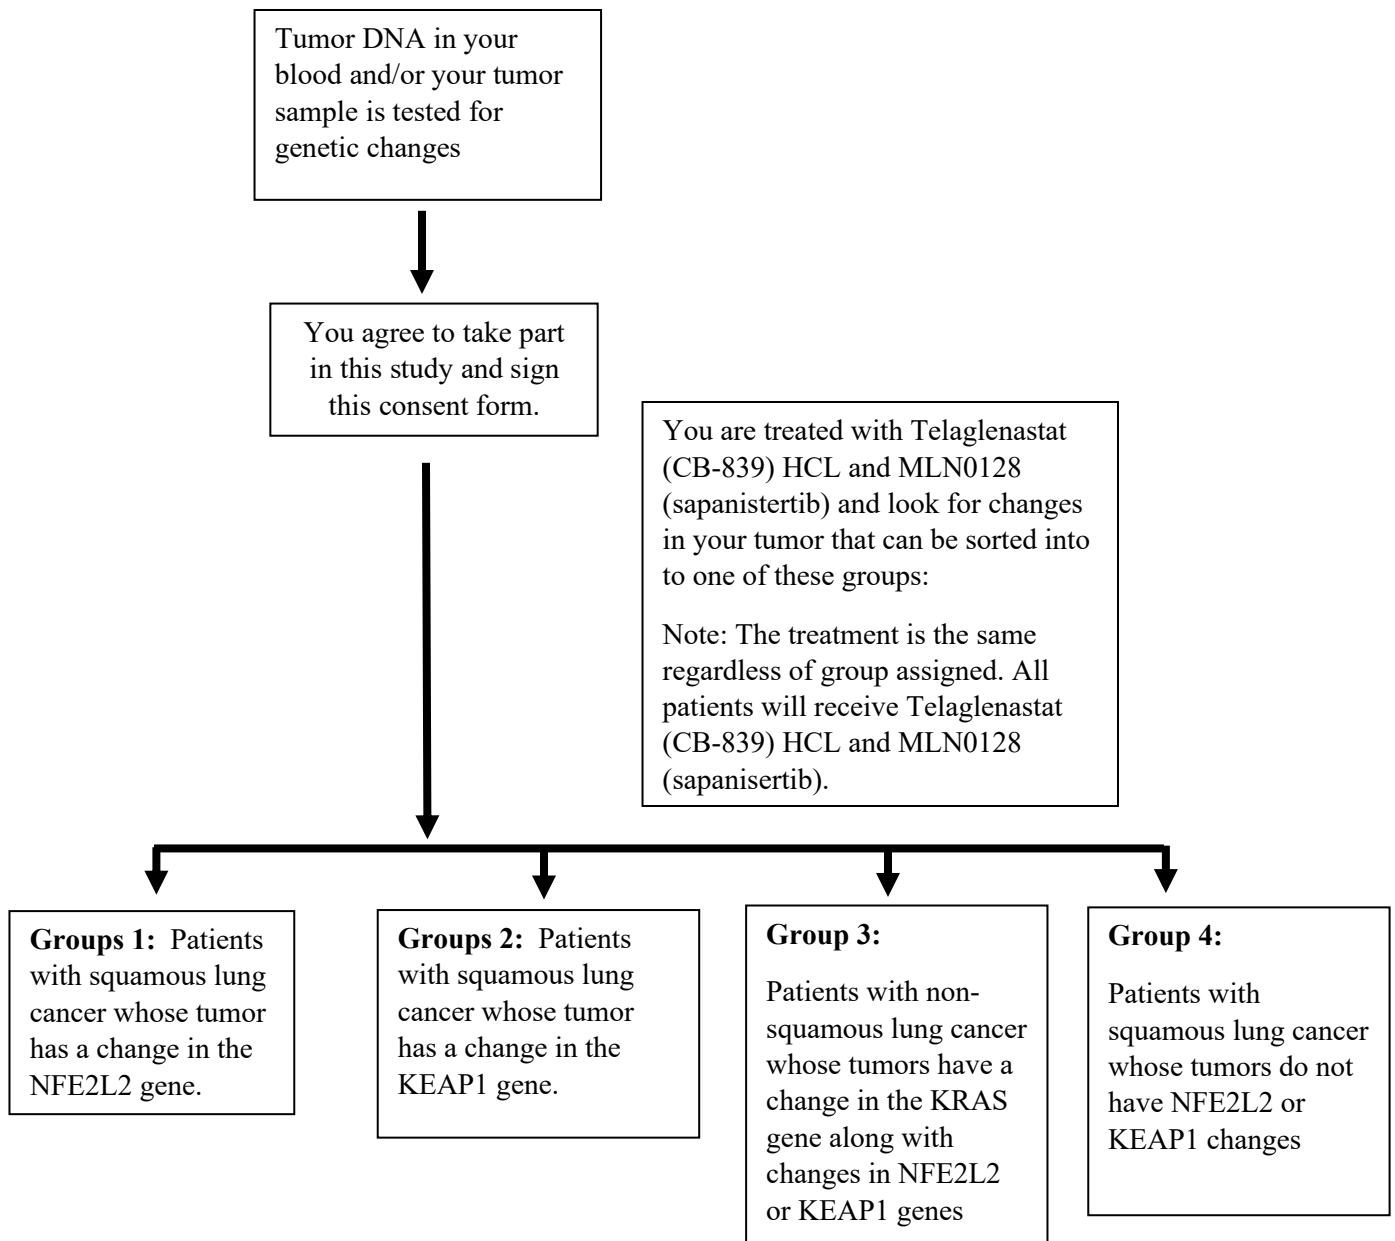 Tumor DNA in your
blood and/or your tumor
sample is tested for
genetic changes
You agree to take part
in this study and sign
this consent form.
You are treated with Telaglenastat
(CB-839) HCL and MLN0128
(sapanistertib) and look for changes
in your tumor that can be sorted into
to one of these groups:
Note: The treatment is the same
regardless of group assigned. All
patients will receive Telaglenastat
(CB-839) HCL and MLN0128
(sapanisertib).
Groups 1: Patients
with squamous lung
cancer whose tumor
has a change in the
NFE2L2 gene.
Groups 2: Patients
with squamous lung
cancer whose tumor
has a change in the
KEAP1 gene.
Group 3:
Patients with non-
squamous lung cancer
whose tumors have a
change in the KRAS
gene along with
changes in NFE2L2
or KEAP1 genes
Group 4:
Patients with
squamous lung cancer
whose tumors do not
have NFE2L2 or
KEAP1 changes